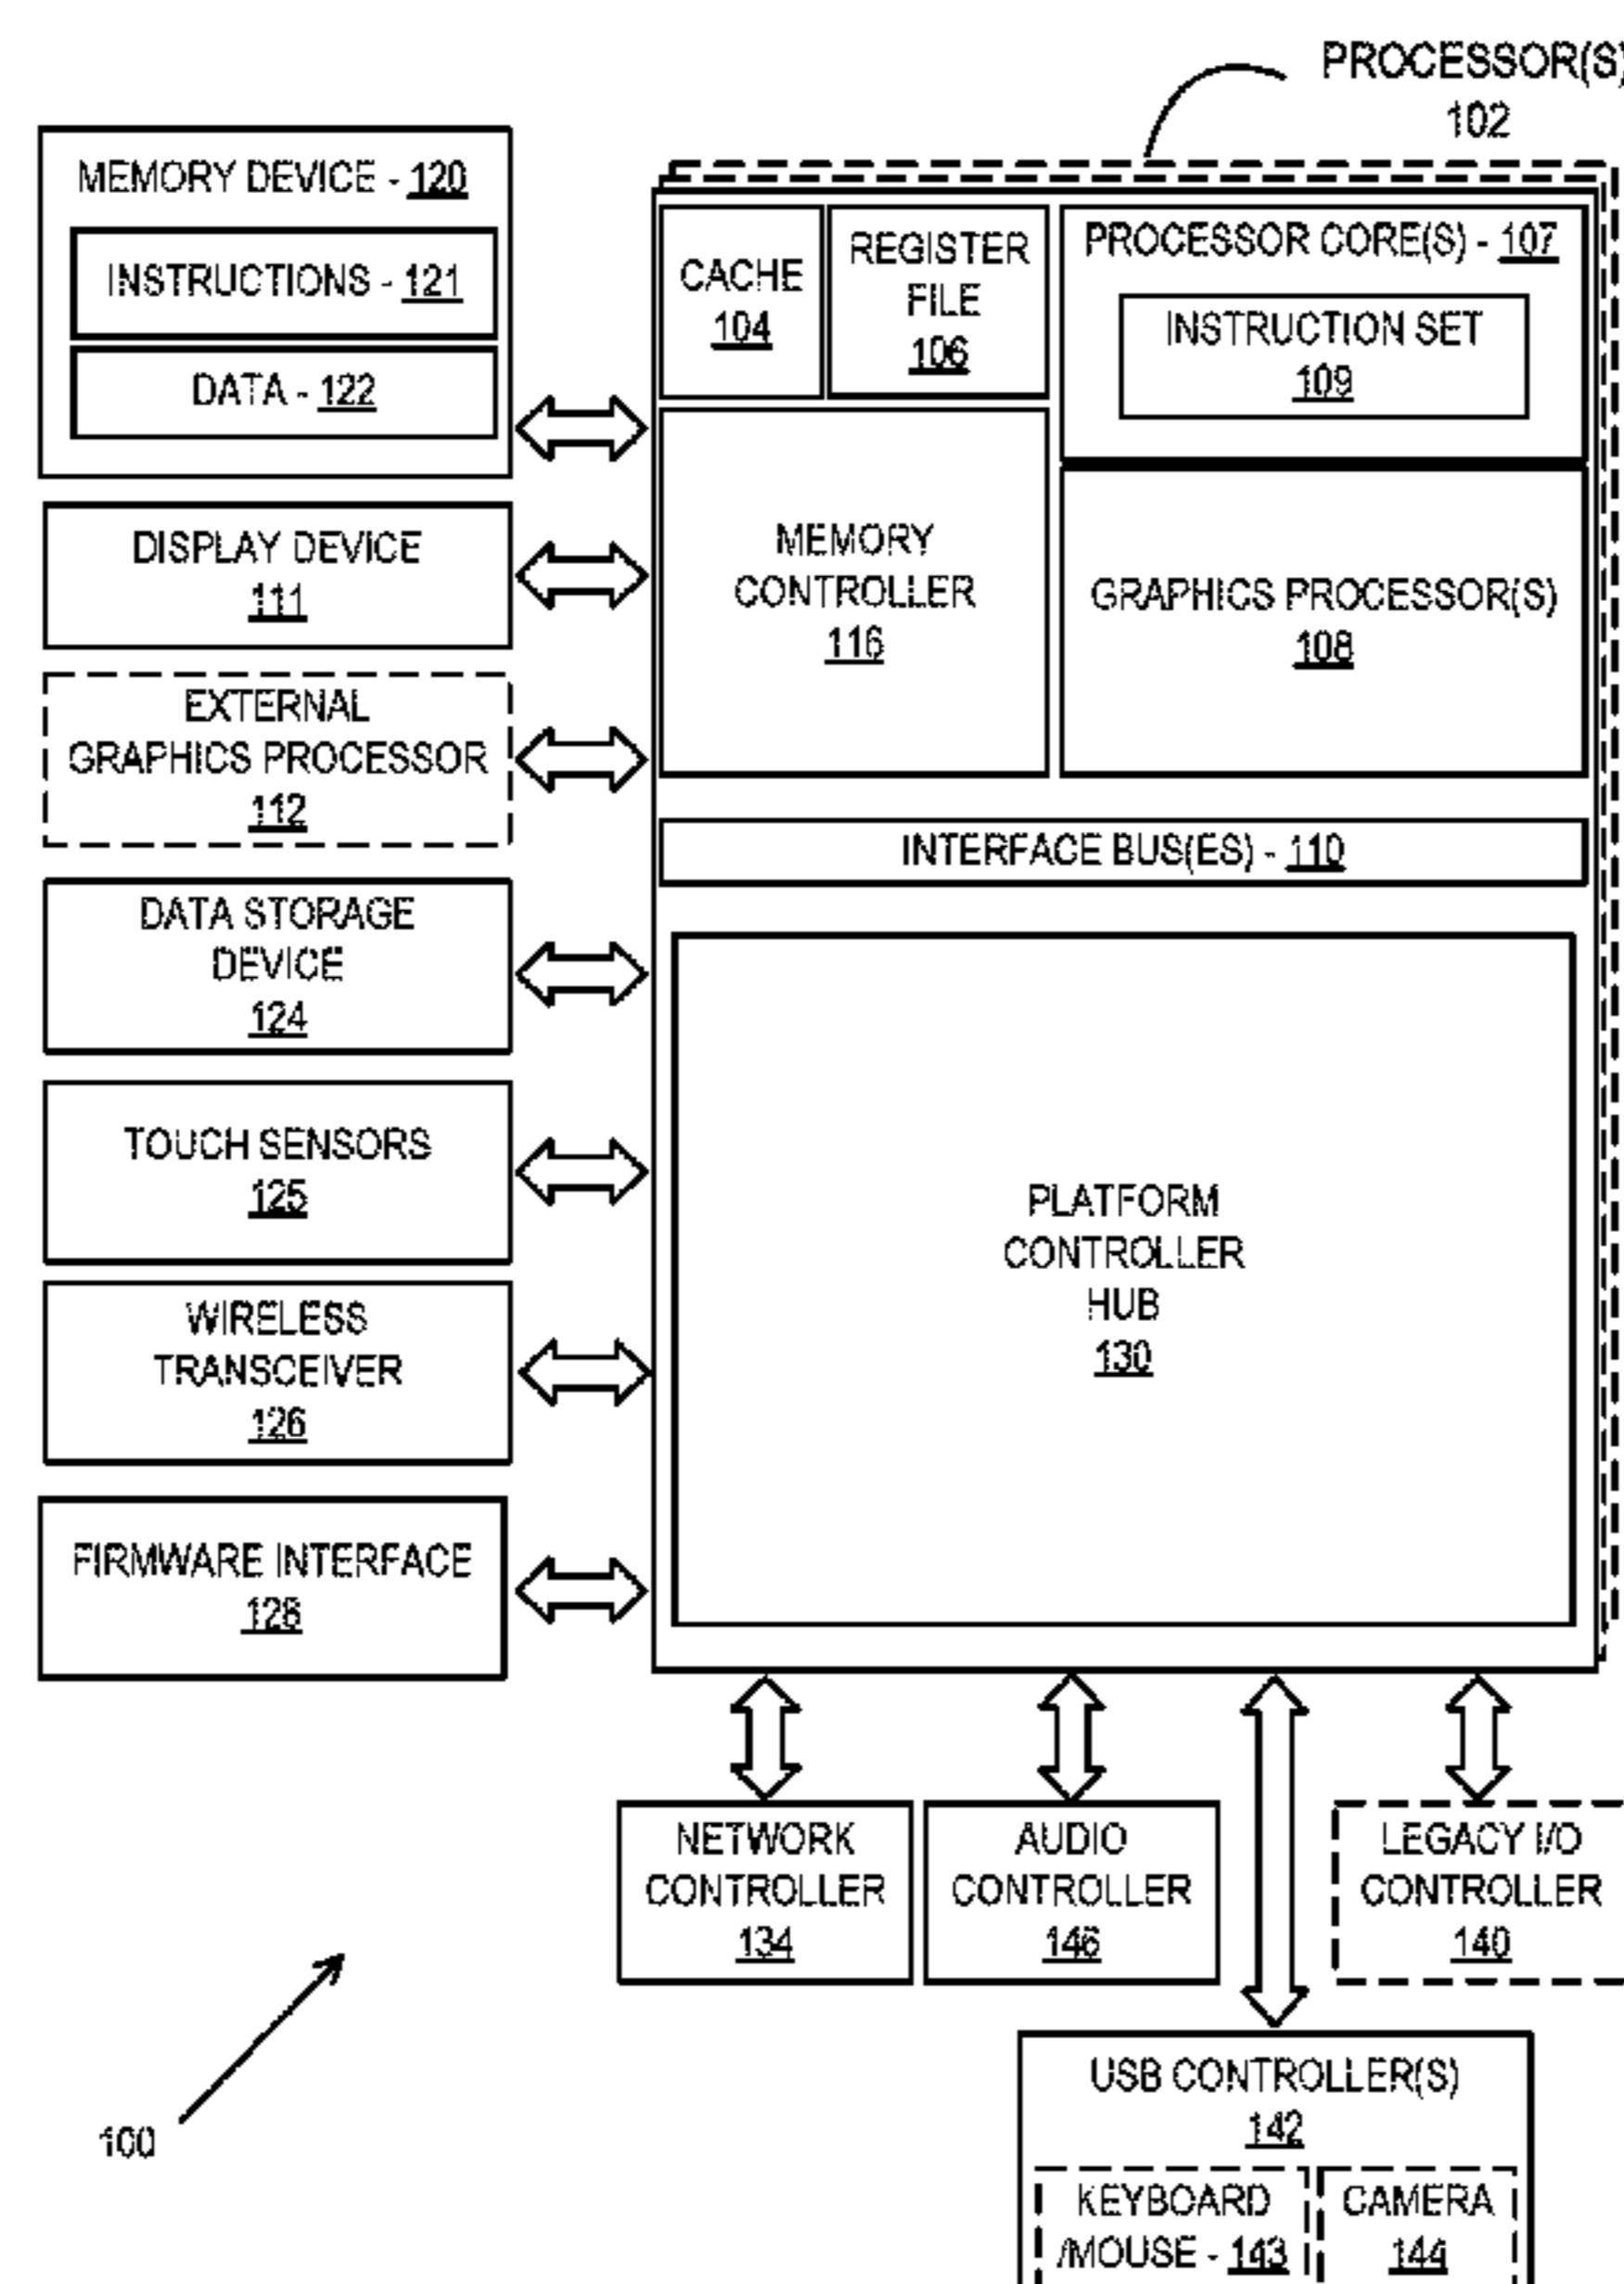 PROCESSOR(S)
102
MEMORY DEVICE - 120
INSTRUCTIONS - 121
DATA - 122
DISPLAY DEVICE
111
EXTERNAL
GRAPHICS PROCESSOR
112
DATA STORAGE
DEVICE
124
TOUCH SENSORS
125
WIRELESS
TRANSCEIVER
126
FIRMWARE INTERFACE
128
CACHE
104
REGISTER
FILE
106
PROCESSOR CORE(S) - 107
INSTRUCTION SET
109
MEMORY
CONTROLLER
116
GRAPHICS PROCESSOR(S)
108
INTERFACE BUS(ES) - 110
PLATFORM
CONTROLLER
HUB
130
NETWORK
CONTROLLER
134
AUDIO
CONTROLLER
146
LEGACY I/O
CONTROLLER
140
USB CONTROLLER(S)
142
KEYBOARD
/MOUSE - 143
CAMERA
144
100